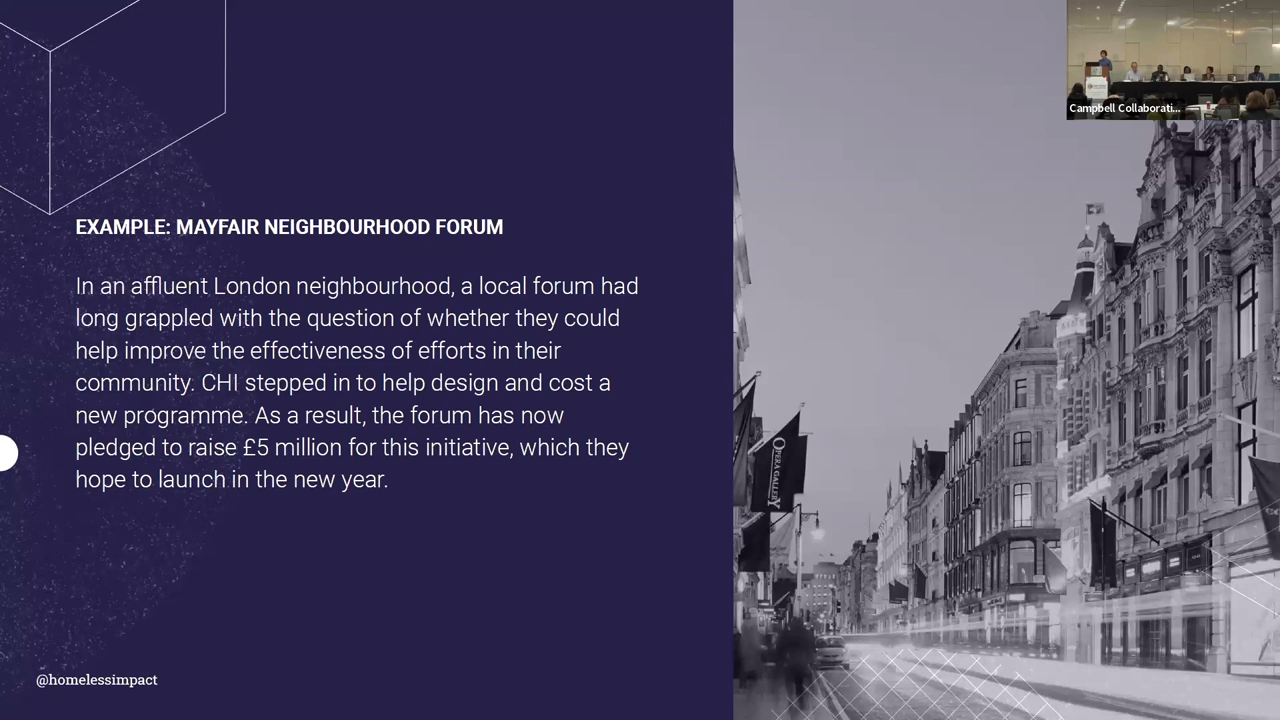 Campbell Collaborati...
EXAMPLE: MAYFAIR NEIGHBOURHOOD FORUM
In an affluent London neighbourhood, a local forum had
long grappled with the question of whether they could
help improve the effectiveness of efforts in their
community. CHI stepped in to help design and cost a
new programme. As a result, the forum has now
pledged to raise £5 million for this initiative, which they
hope to launch in the new year.
OPERA GALLERY
@homelessimpact